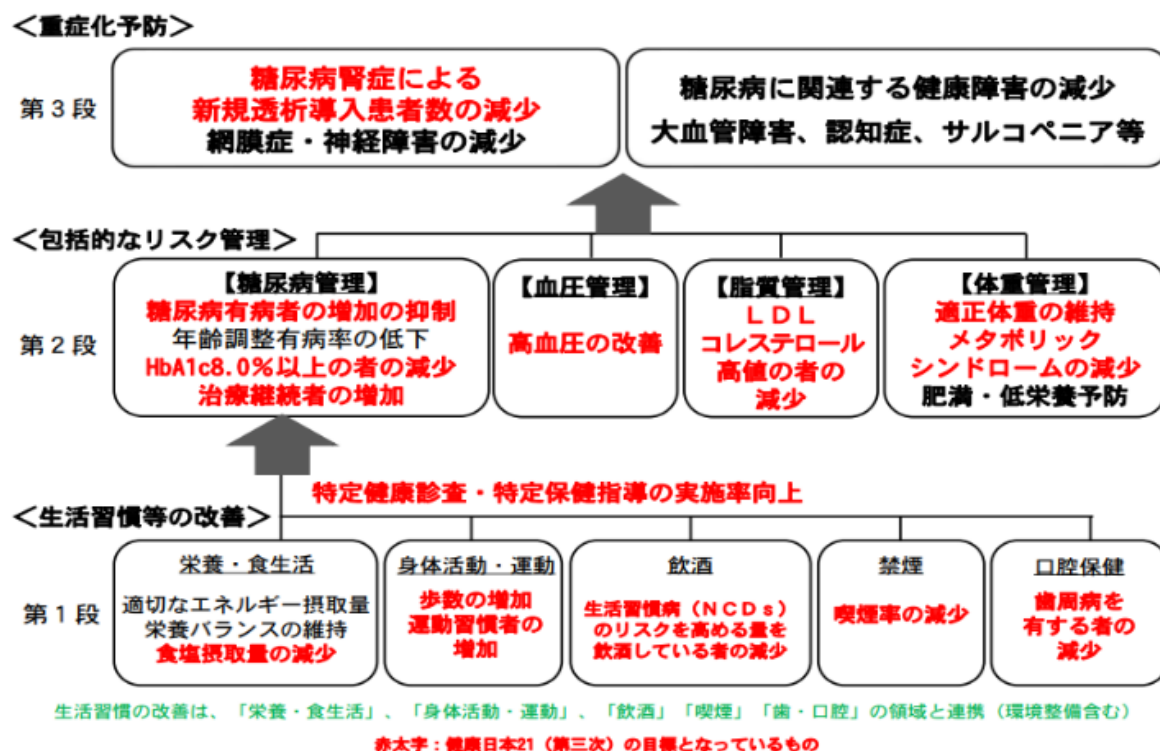 ＜重症化予防＞
第３段
糖尿病腎症による
新規透析導入患者数の減少
網膜症・神経障害の減少
糖尿病に関連する健康障害の減少
大血管障害、認知症、サルコペニア等
＜包括的なリスク管理＞
第２段
【糖尿病管理】
糖尿病有病者の増加の抑制
年齢調整有病率の低下
HbA1c8.0％以上の者の減少
治療継続者の増加
【血圧管理】
高血圧の改善
【脂質管理】
ＬＤＬ
コレステロール
高値の者の
減少
【体重管理】
適正体重の維持
メタボリック
シンドロームの減少
肥満・低栄養予防
特定健康診査・特定保健指導の実施率向上
＜生活習慣等の改善＞
第１段
栄養・食生活
適切なエネルギー摂取量
栄養バランスの維持
食塩摂取量の減少
身体活動・運動
歩数の増加
運動習慣者の
増加
飲酒
生活習慣病（ＮＣＤｓ）
のリスクを高める量を
飲酒している者の減少
禁煙
喫煙率の減少
口腔保健
歯周病を
有する者の
減少
生活習慣の改善は、「栄養・食生活」、「身体活動・運動」、「飲酒」「喫煙」「歯・口腔」の領域と連携（環境整備含む）
赤太字：健康日本21（第三次）の目標となっているもの